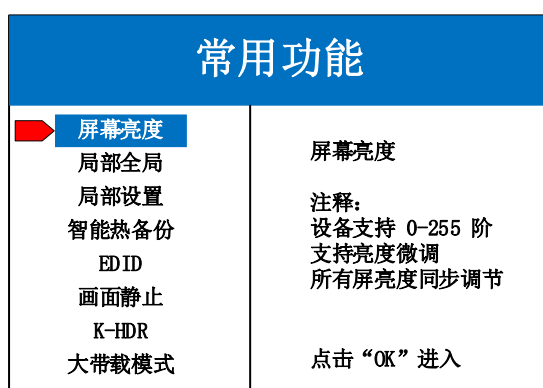 常用功能
屏幕亮度
局部全局
局部设置
智能热备份
EDID
画面静止
K-HDR
大带载模式
屏幕亮度
注释：
设备支持 0-255 阶
支持亮度微调
所有屏亮度同步调节
点击“OK”进入